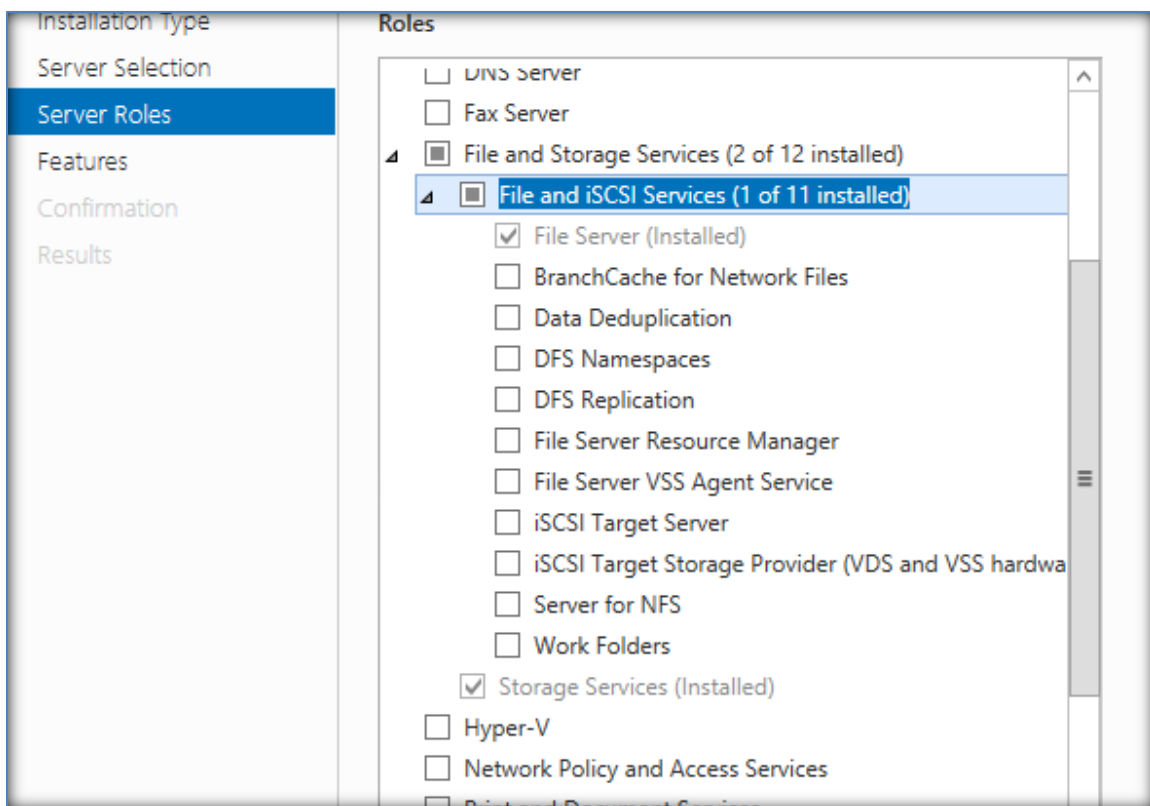 Installation Type
Server Selection
Server Roles
Features
Confirmation
Results
Roles
DNS Server
Fax Server
File and Storage Services (2 of 12 installed)
File and iSCSI Services (1 of 11 installed)
File Server (Installed)
BranchCache for Network Files
Data Deduplication
DFS Namespaces
DFS Replication
File Server Resource Manager
File Server VSS Agent Service
iSCSI Target Server
iSCSI Target Storage Provider (VDS and VSS hardwa
Server for NFS
Work Folders
Storage Services (Installed)
Hyper-V
Network Policy and Access Services
Print and Document Services